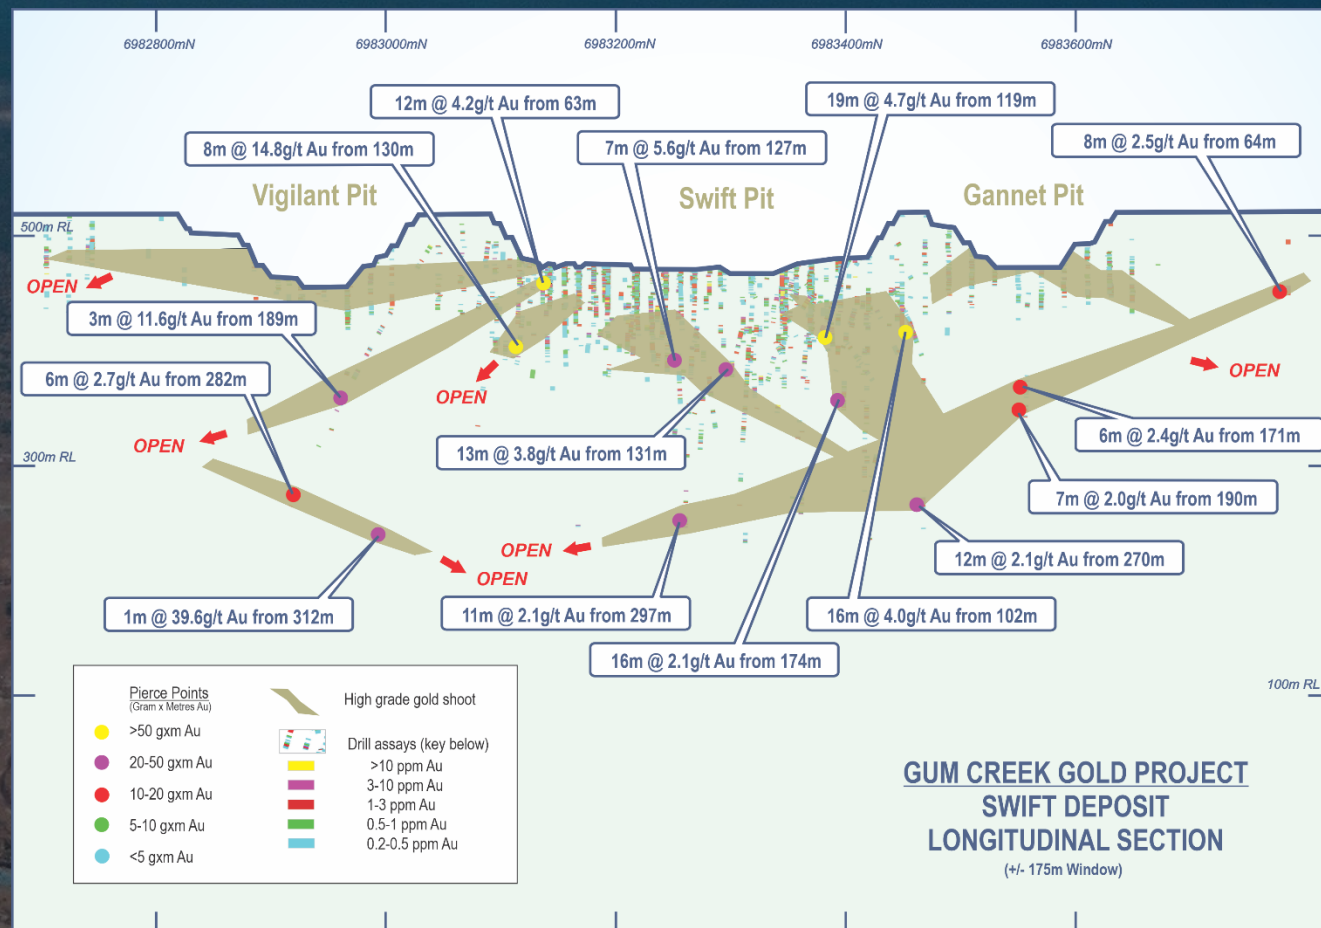 6982800mN
6983000mN
6983200mN
6983400mN
6983600mN
12m @ 4.2g/t Au from 63m
19m @ 4.7g/t Au from 119m
8m @ 14.8g/t Au from 130m
7m @ 5.6g/t Au from 127m
8m @ 2.5g/t Au from 64m
Vigilant Pit
Swift Pit
Gannet Pit
500m RL
OPEN
3m @ 11.6g/t Au from 189m
6m @ 2.7g/t Au from 282m
OPEN
OPEN
OPEN
13m @ 3.8g/t Au from 131m
6m @ 2.4g/t Au from 171m
300m RL
7m @ 2.0g/t Au from 190m
OPEN
OPEN
12m @ 2.1g/t Au from 270m
1m @ 39.6g/t Au from 312m
11m @ 2.1g/t Au from 297m
16m @ 4.0g/t Au from 102m
16m @ 2.1g/t Au from 174m
100m RL
Pierce Points
(Gram x Metres Au)
>50 gxm Au
20-50 gxm Au
10-20 gxm Au
5-10 gxm Au
<5 gxm Au
High grade gold shoot
Drill assays (key below)
>10 ppm Au
3-10 ppm Au
1-3 ppm Au
0.5-1 ppm Au
0.2-0.5 ppm Au
GUM CREEK GOLD PROJECT
SWIFT DEPOSIT
LONGITUDINAL SECTION
(+/- 175m Window)